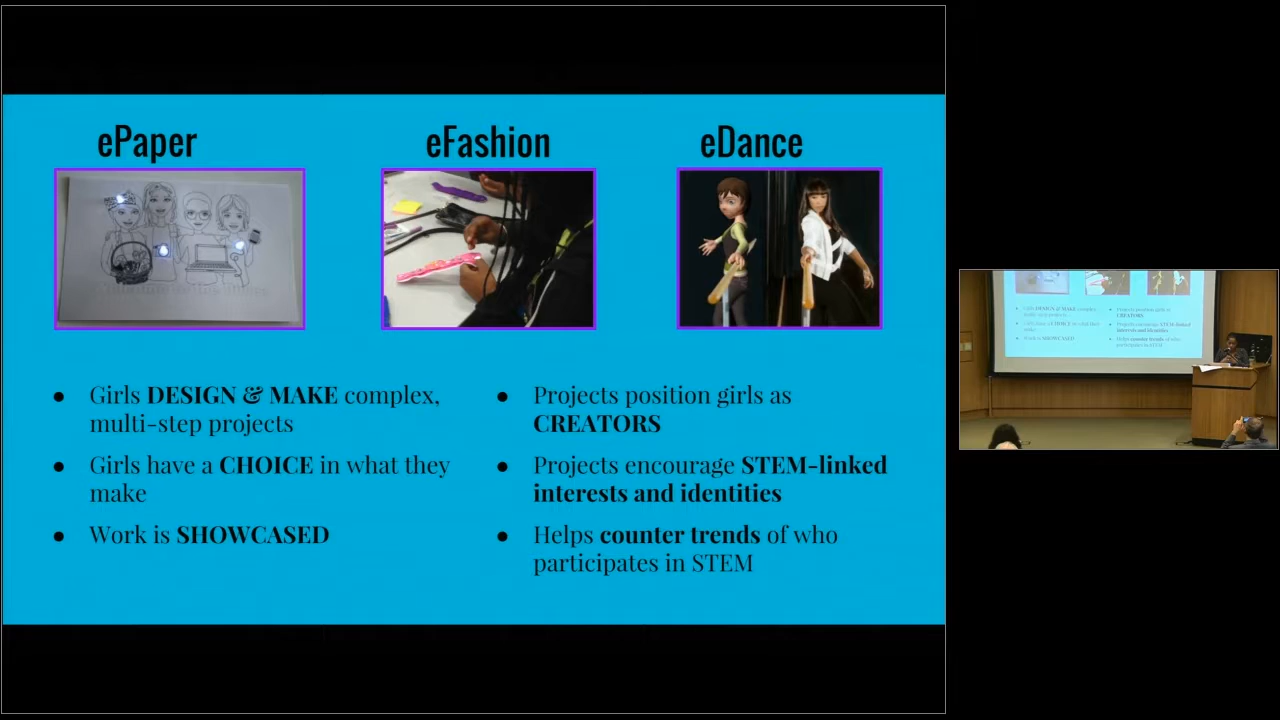 ePaper
eFashion
eDance
● Girls DESIGN & MAKE complex,
multi-step projects
● Girls have a CHOICE in what they
make
● Work is SHOWCASED
● Projects position girls as
CREATORS
● Projects encourage STEM-linked
interests and identities
● Helps counter trends of who
participates in STEM